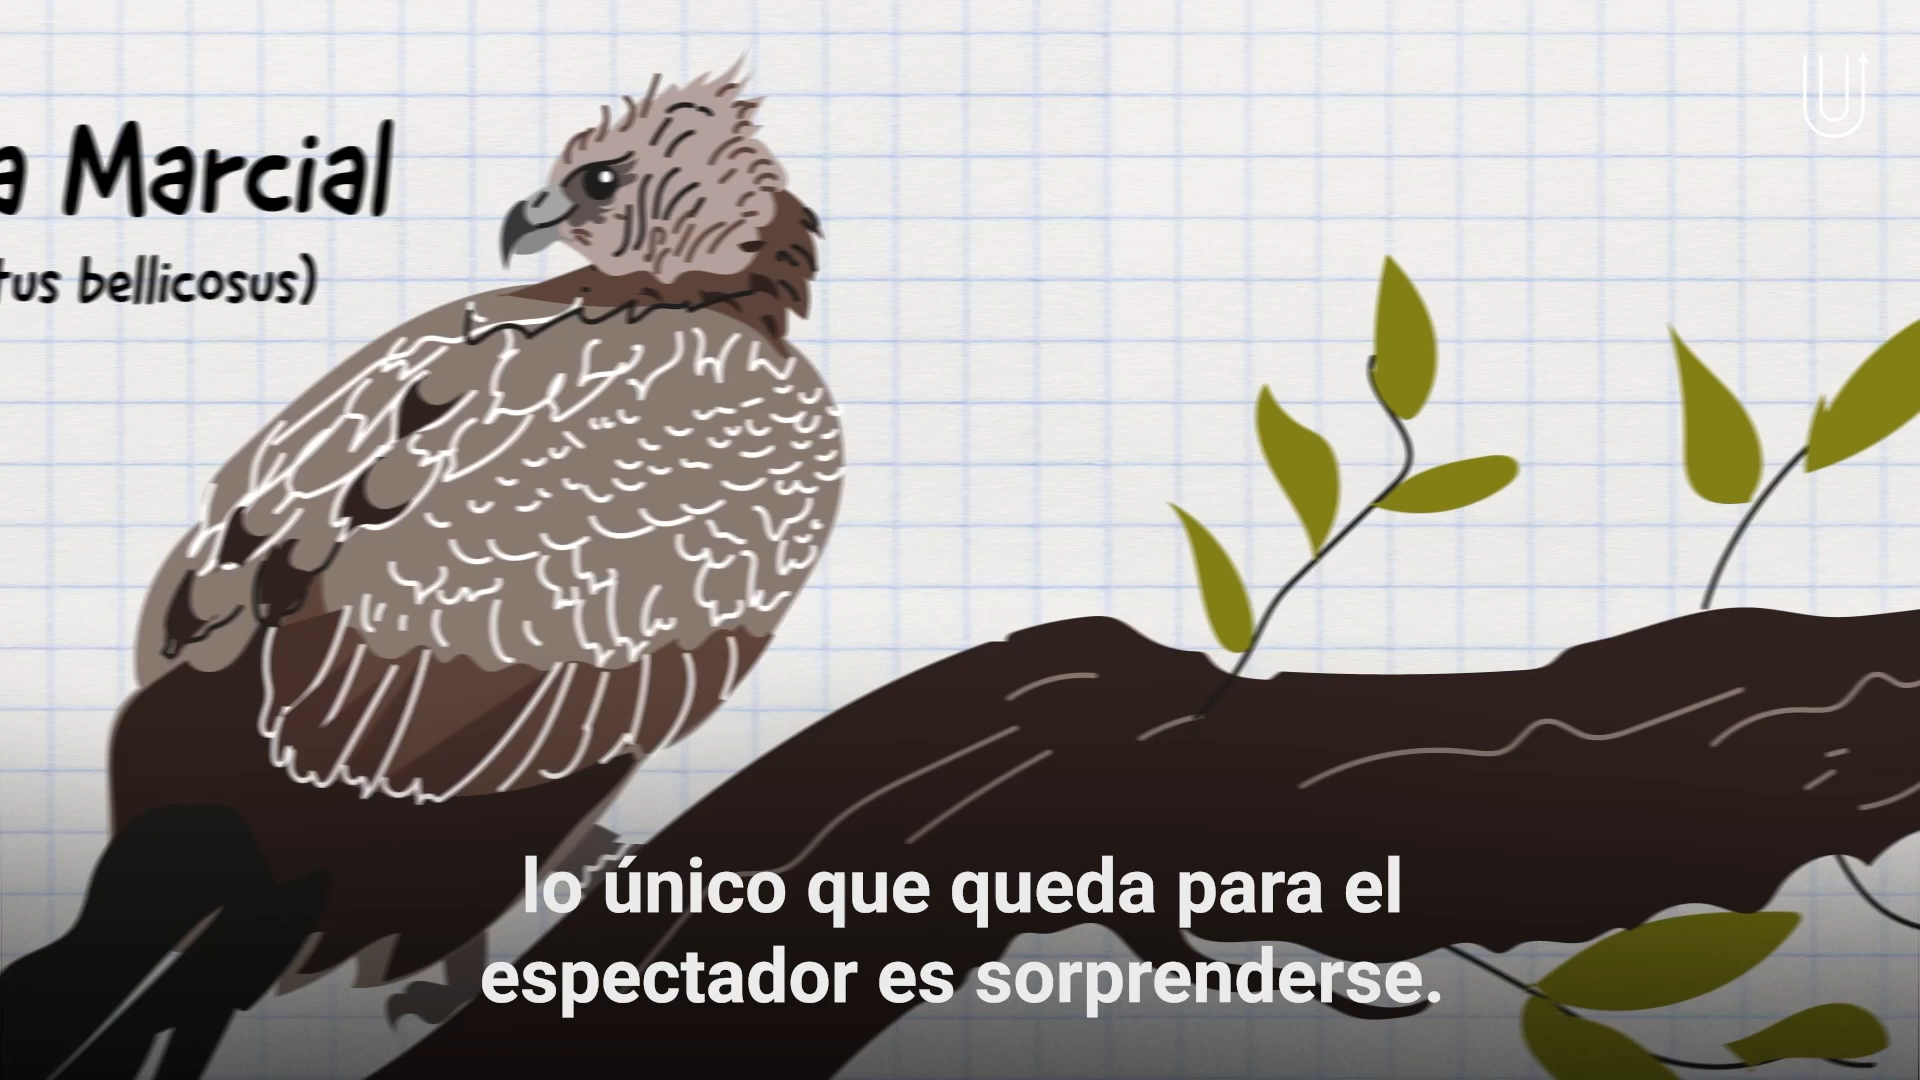 a Marcial
tus bellicosus)
lo único que queda para el
espectador es sorprenderse.